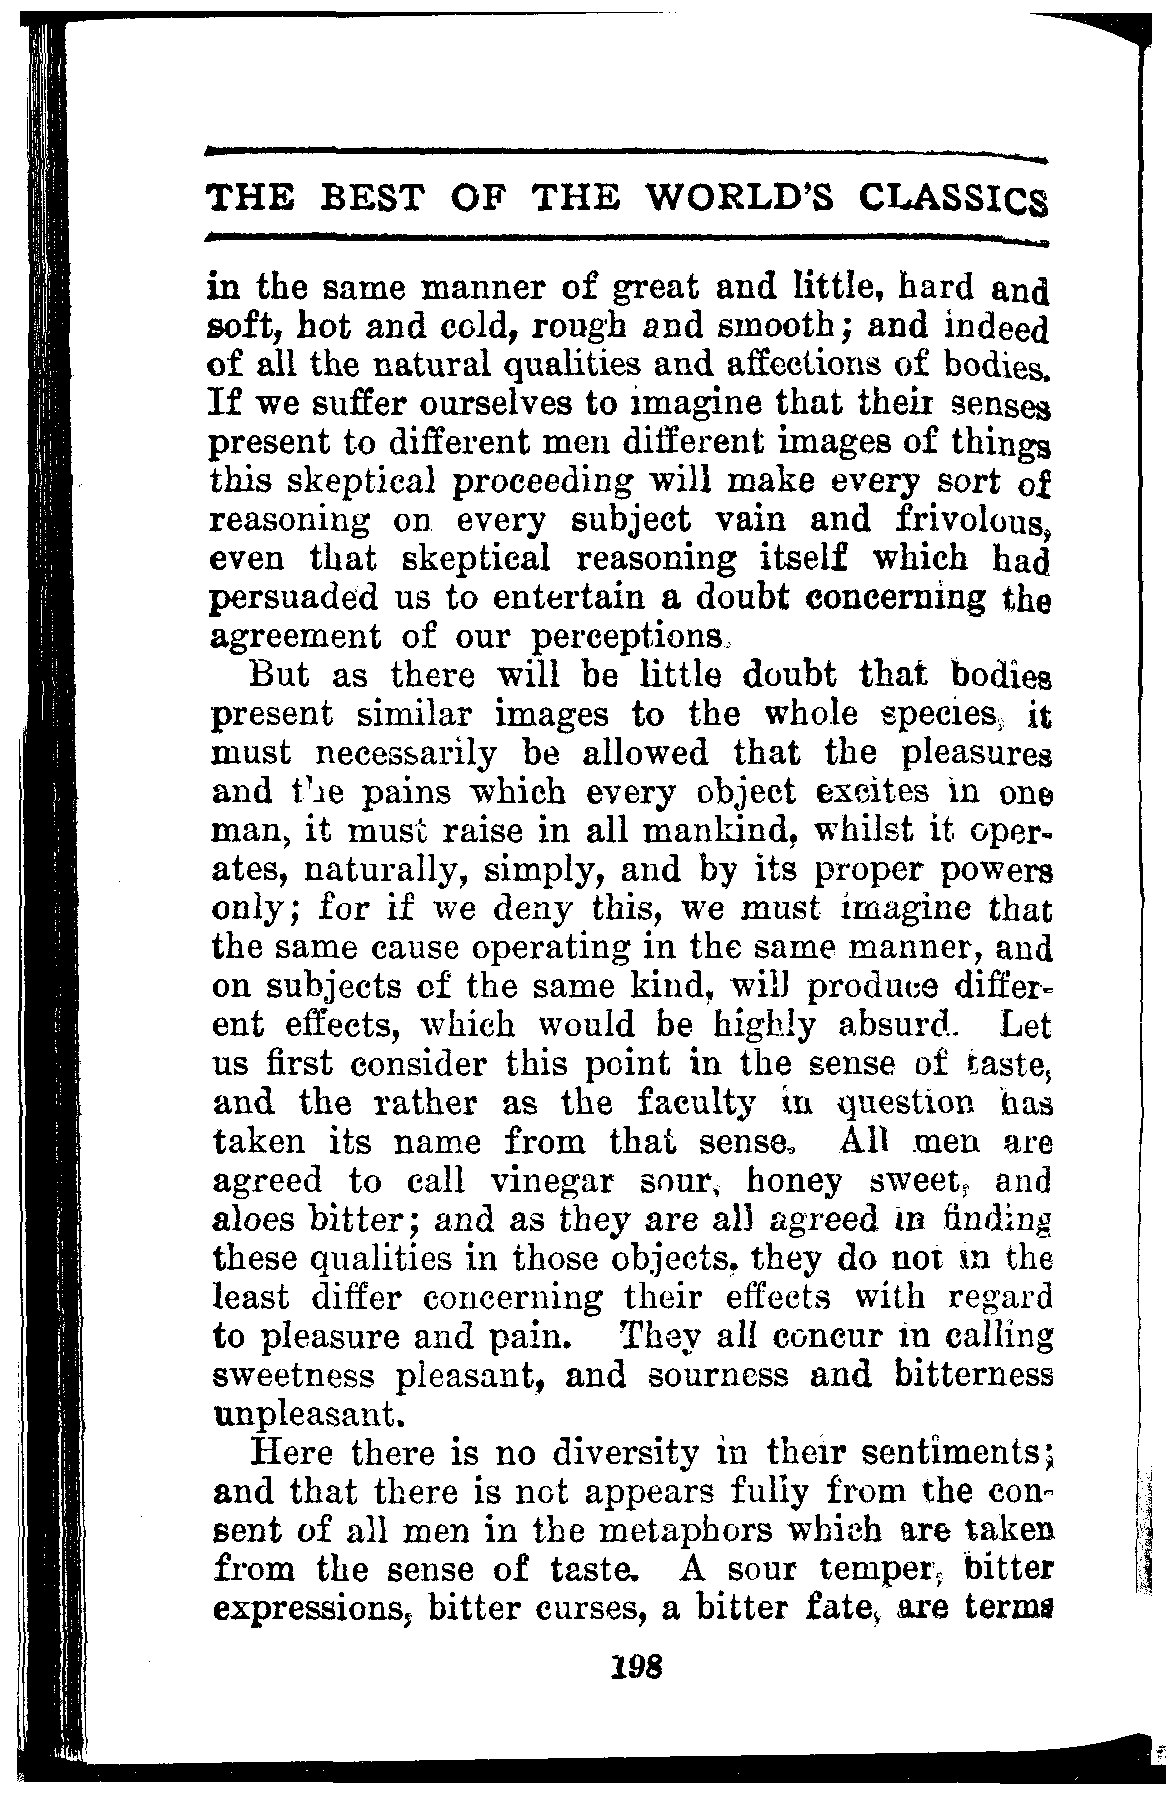 THE BEST OF THE WORLD'S CLASSICS
in the same manner of great and little, hard and
soft, hot and cold, rough and smooth; and indeed
of all the natural qualities and affections of bodies.
If we suffer ourselves to imagine that their senses
present to different men different images of things
this skeptical proceeding will make every sort of
reasoning on every subject vain and frivolous,
even that skeptical reasoning itself which had
persuaded us to entertain a doubt concerning the
agreement of our perceptions.
But as there will be little doubt that bodies
present similar images to the whole species, it
must necessarily be allowed that the pleasures
and the pains which every object excites in one
man, it must raise in all mankind, whilst it oper-
ates, naturally, simply, and by its proper powers
only; for if we deny this, we must imagine that
the same cause operating in the same manner, and
on subjects of the same kind, will produce differ-
ent effects, which would be highly absurd. Let
us first consider this point in the sense of taste,
and the rather as the faculty in question has
taken its name from that sense. All men are
agreed to call vinegar sour, honey sweet, and
aloes bitter; and as they are all agreed in finding
these qualities in those objects, they do not in the
least differ concerning their effects with regard
to pleasure and pain. They all concur in calling
sweetness pleasant, and sourness and bitterness
unpleasant.
Here there is no diversity in their sentiments;
and that there is not appears fully from the con-
sent of all men in the metaphors which are taken
from the sense of taste. A sour temper, bitter
expressions, bitter curses, a bitter fate, are terms
198